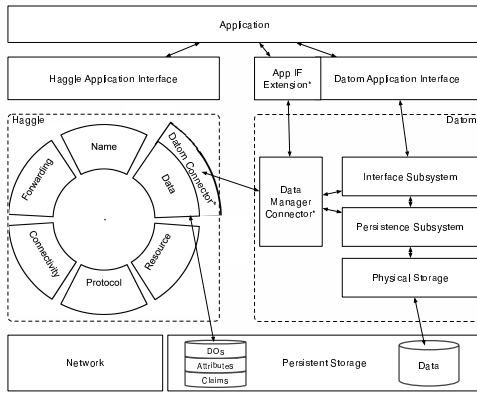 Application
Haggle Application Interface
App IF
Extension*
Datom Application Interface
Haggle
Datom
Name
Forwarding
Datom Connector*
Data
Connectivity
Resource
Protocol
Data
Manager
Connector*
Interface Subsystem
Persistence Subsystem
Physical Storage
Network
DOs
Attributes
Claims
Persistent Storage
Data